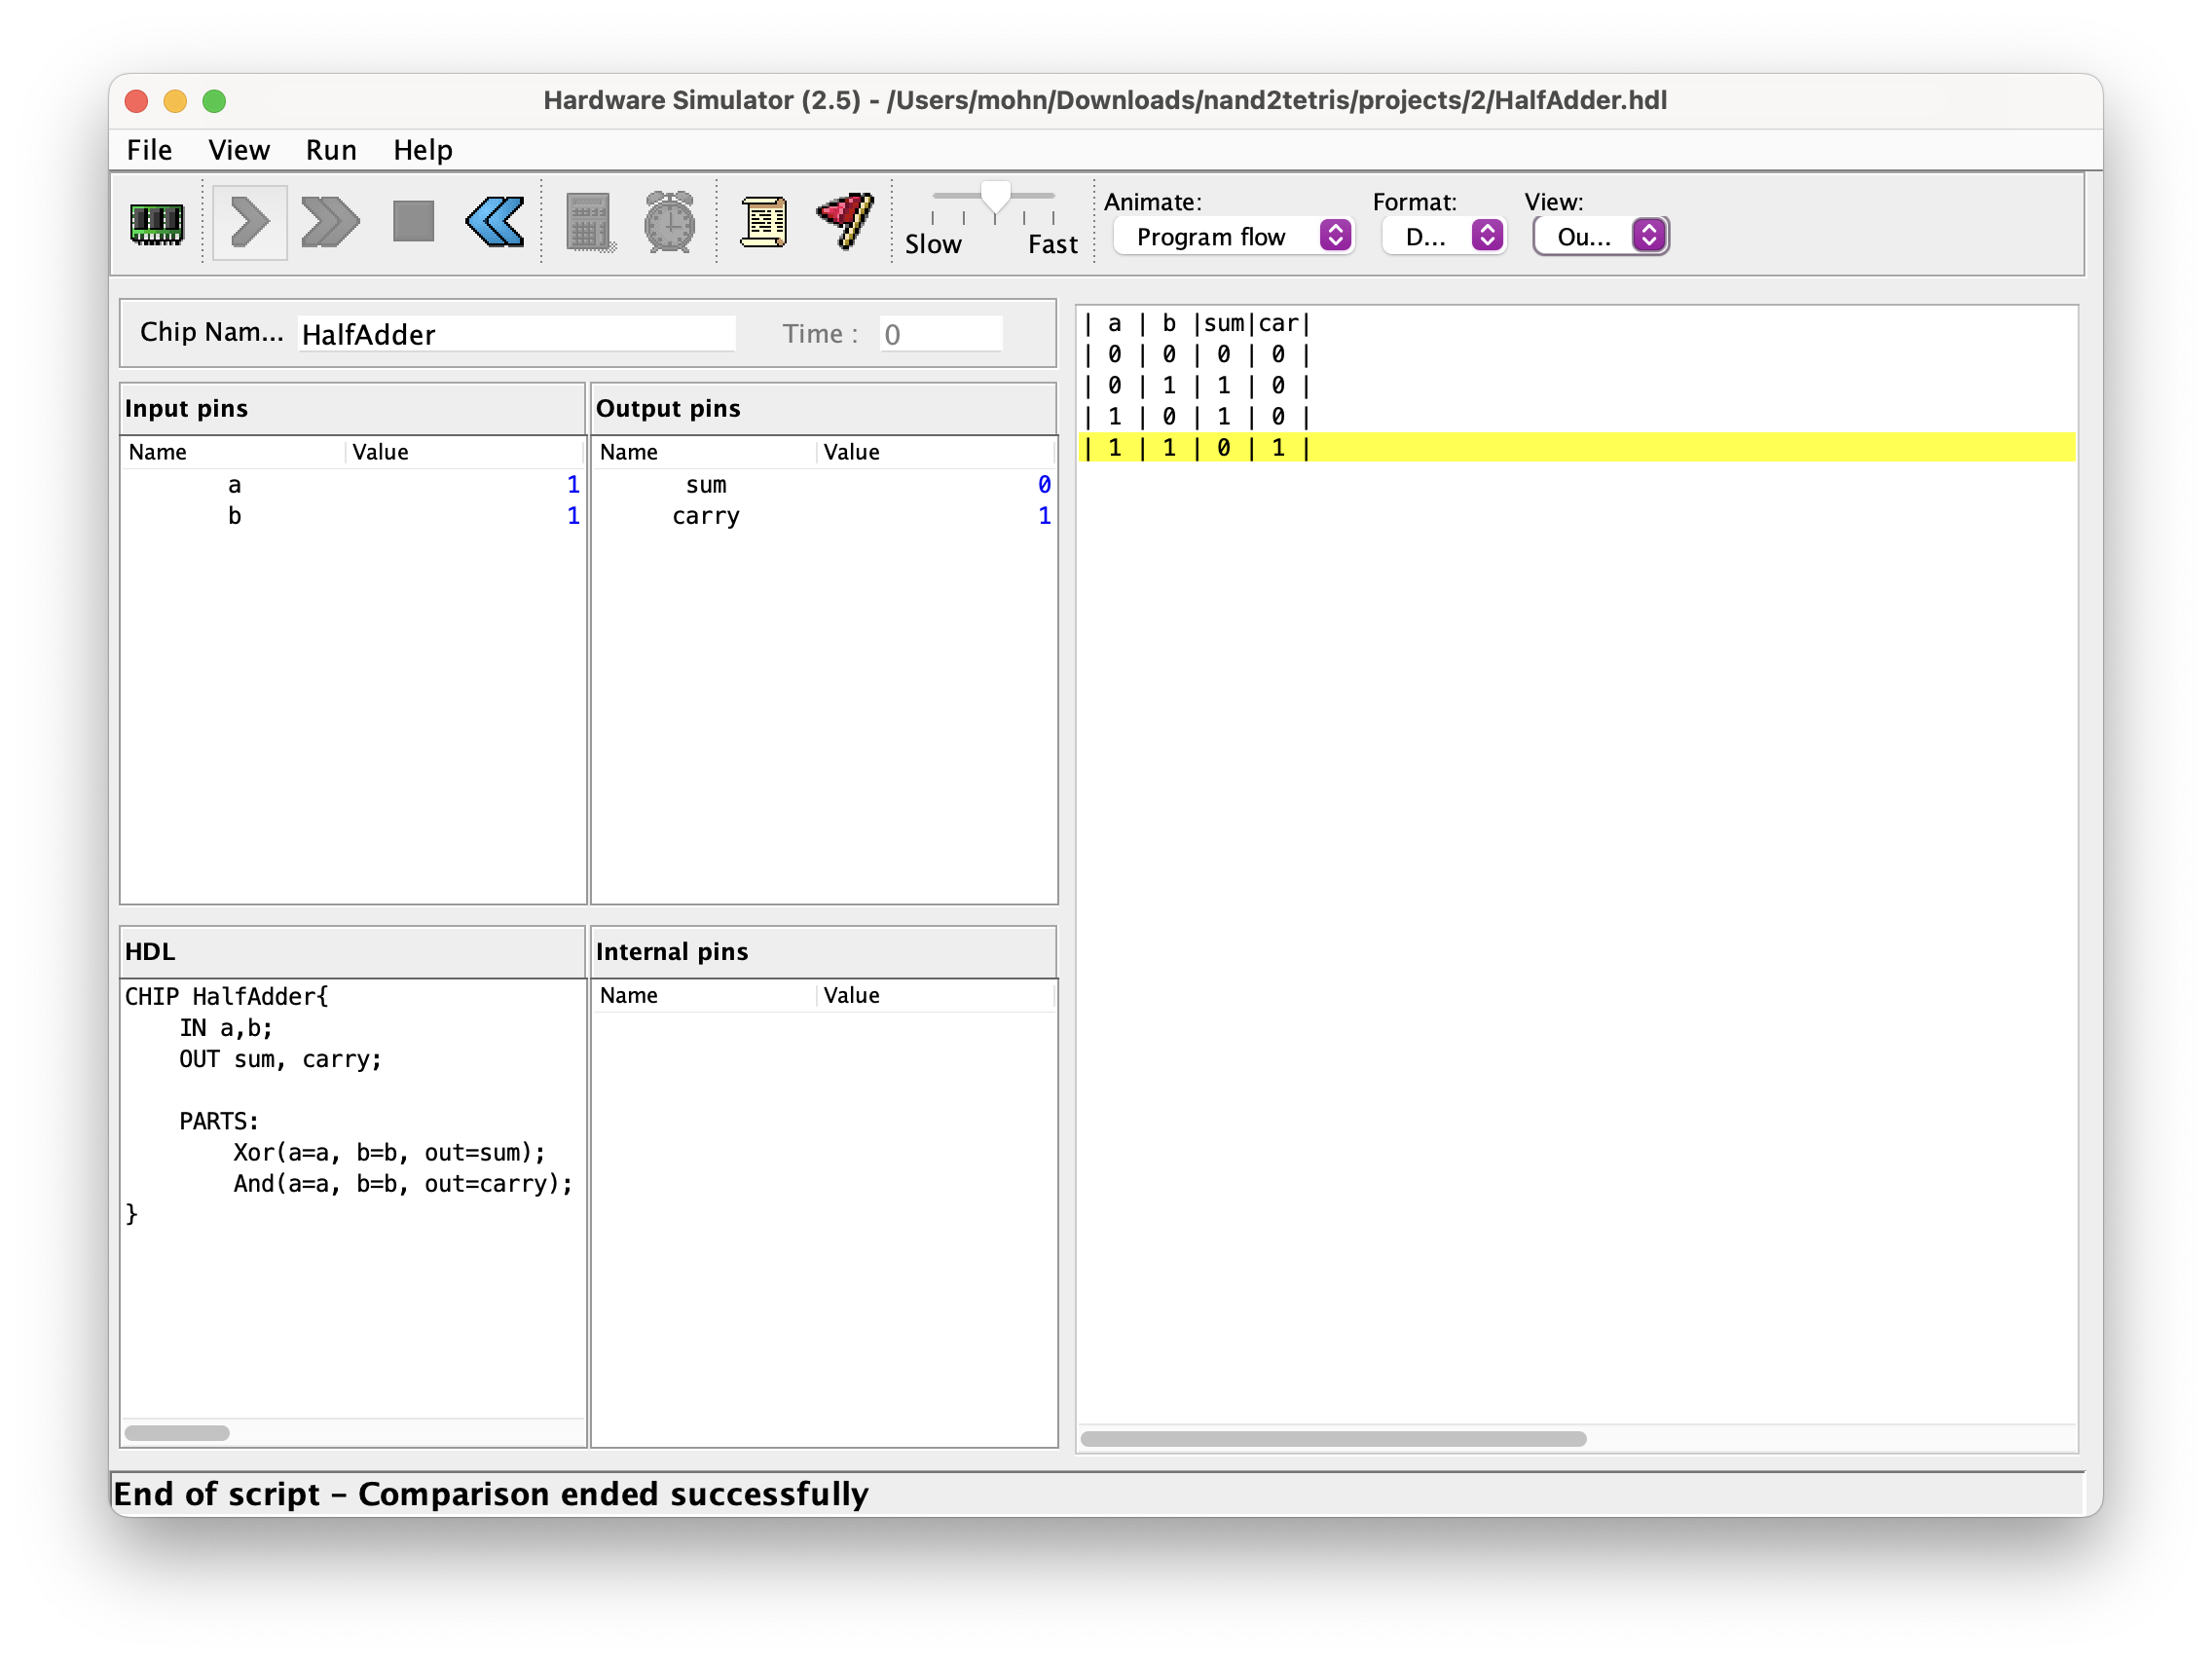 Hardware Simulator (2.5) - /Users/mohn/Downloads/nand2tetris/projects/2/HalfAdder.hdl
File View Run Help
Slow Fast
Animate: Format: View:
Program flow D... Ou...
Chip Nam... HalfAdder Time : 0
Input pins
Name Value
a 1
b 1
Output pins
Name Value
sum 0
carry 1
HDL
CHIP HalfAdder{
    IN a,b;
    OUT sum, carry;
    PARTS:
        Xor(a=a, b=b, out=sum);
        And(a=a, b=b, out=carry);
}
Internal pins
Name Value
| a | b |sum|car|
| 0 | 0 | 0 | 0 |
| 0 | 1 | 1 | 0 |
| 1 | 0 | 1 | 0 |
| 1 | 1 | 0 | 1 |
End of script – Comparison ended successfully